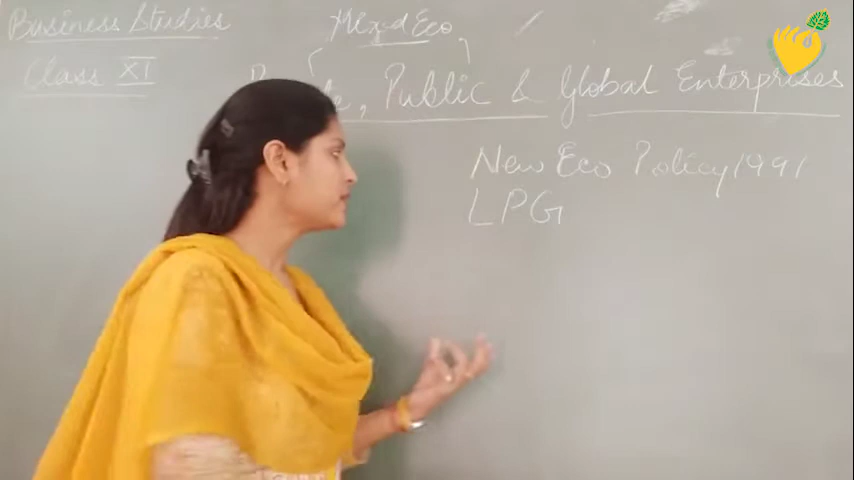 Business Studies
Mixed Eco
Class XI
, Public & Global Enterprises
New Eco Policy 1991
LPG